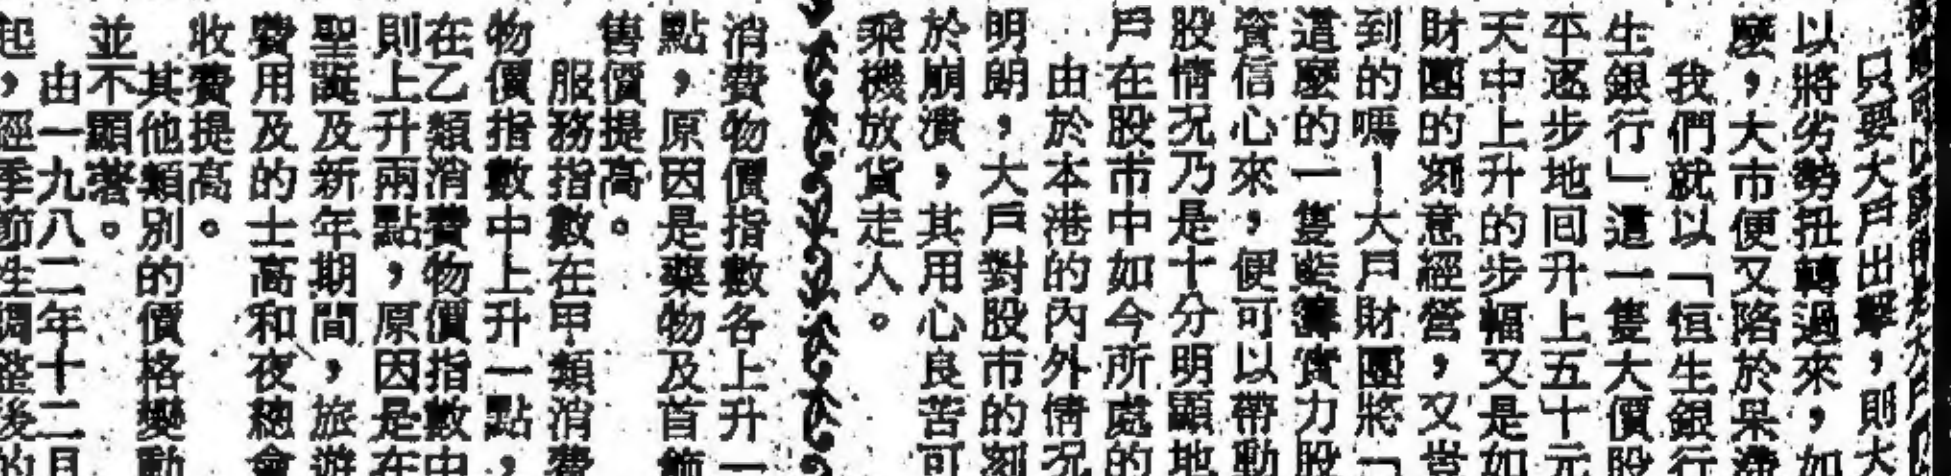 只要大戶出擊，則大
以將劣勢扭轉過來，如
麼，大市便又陷於呆滯
我們就以「恒生銀行
生銀行」這一隻大價股
平逐步地回升上五十元
天中上升的步幅又是如
財團的刻意經營，又豈
到的嗎！大戶財團將「
這麼的一隻藍籌實力股
資信心來，便可以帶動
股情況乃是十分明顯地
戶在股市中如今所處的
由於本港的內外情況
明朗，大戶對股市的刻
於崩潰，其用心良苦可
乘機放貨走人。
消費物價指數各上升一
點，原因是藥物及首飾
售價提高。
服務指數在甲類消費
物價指數中上升一點，
在乙類消費物價指數中
則上升兩點，原因是在
聖誕及新年期間，旅遊
費用及的士高和夜總會
收費提高。
其他類別的價格變動
並不顯著。
由一九八二年十二月
起，經季節性調整後的